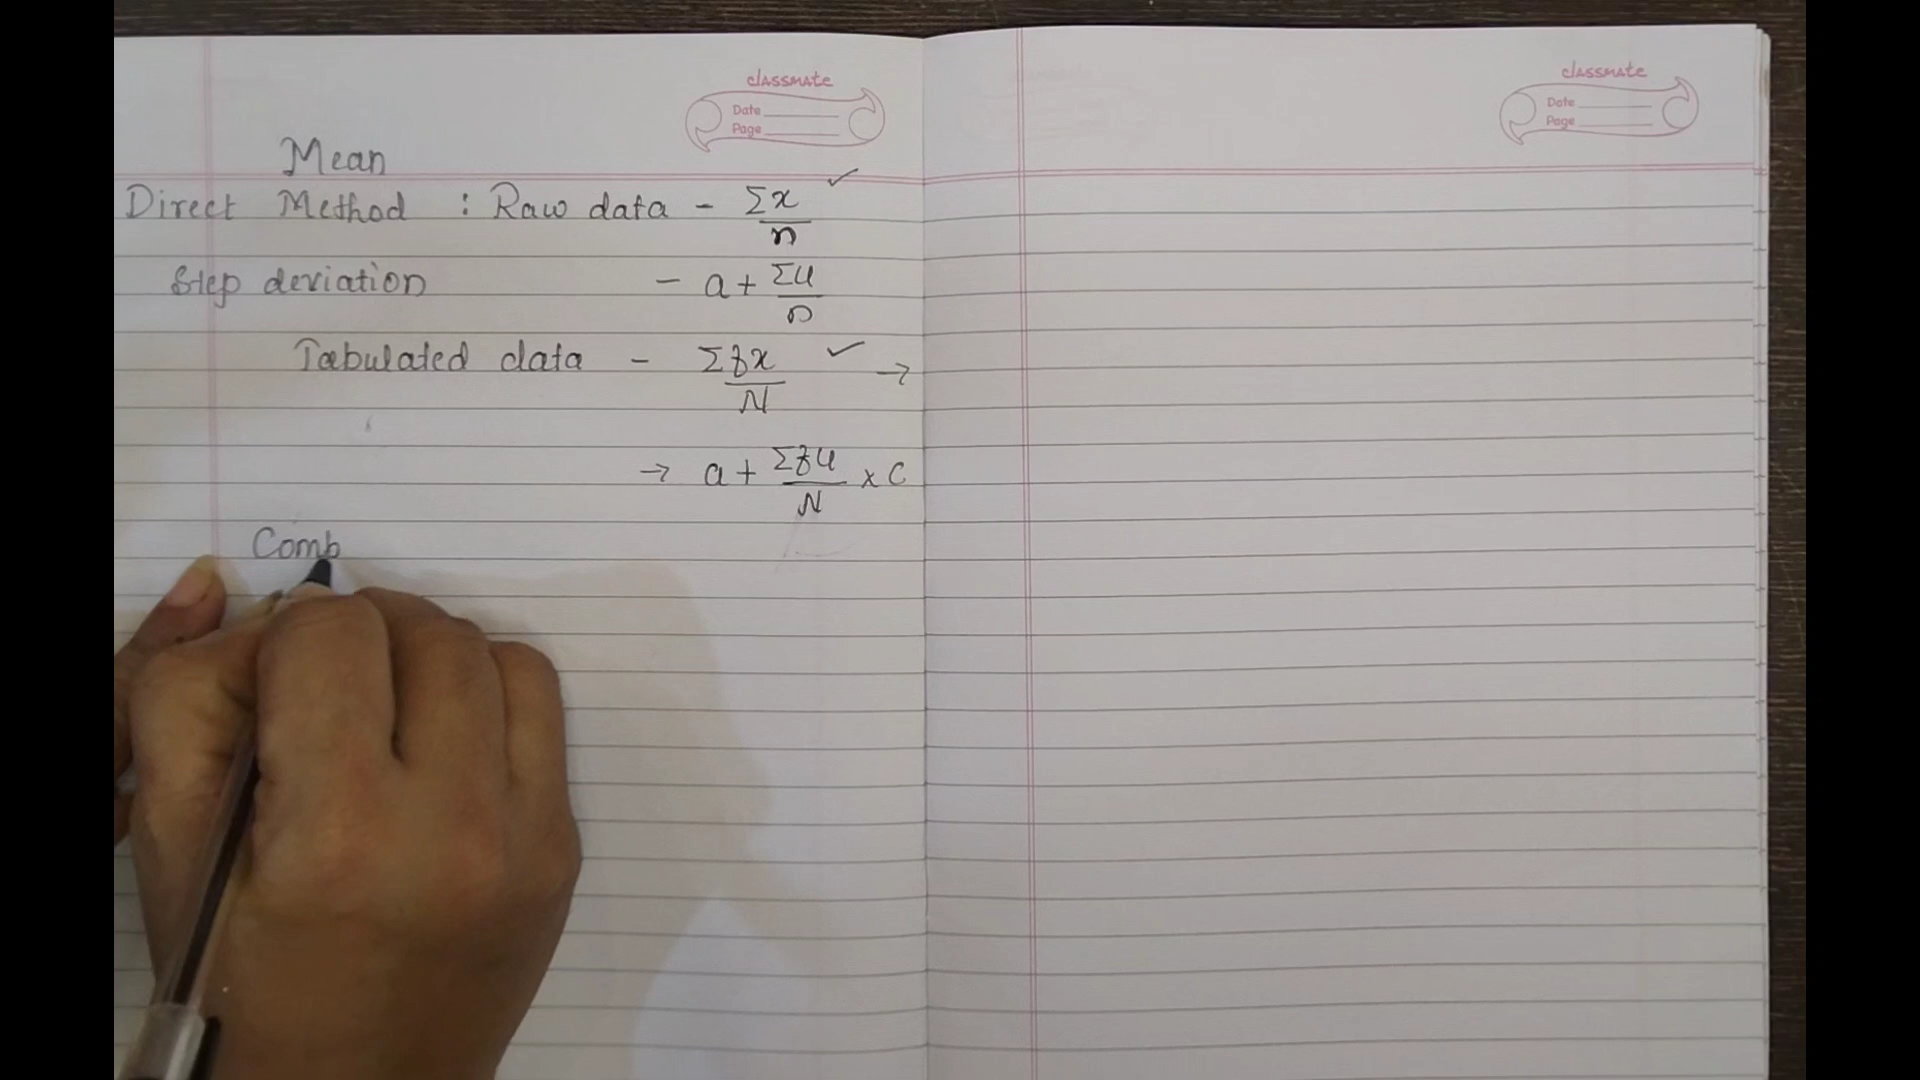 classmate
Date
Page
classmate
Date
Page
Mean
Direct Method : Raw data - Σx/n ✓
Step deviation - a + Σu/n
Tabulated data - Σfx/N ✓ →
→ a + Σfu/N × C
Comb